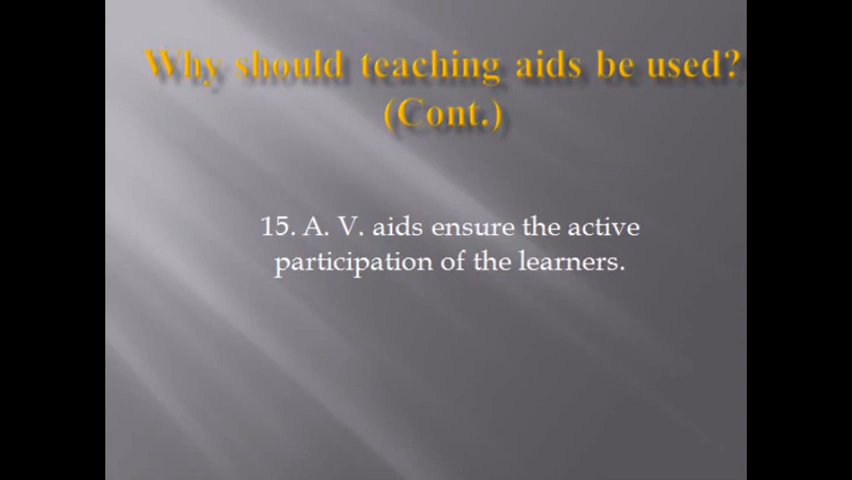 Why should teaching aids be used?
(Cont.)
15. A. V. aids ensure the active
participation of the learners.